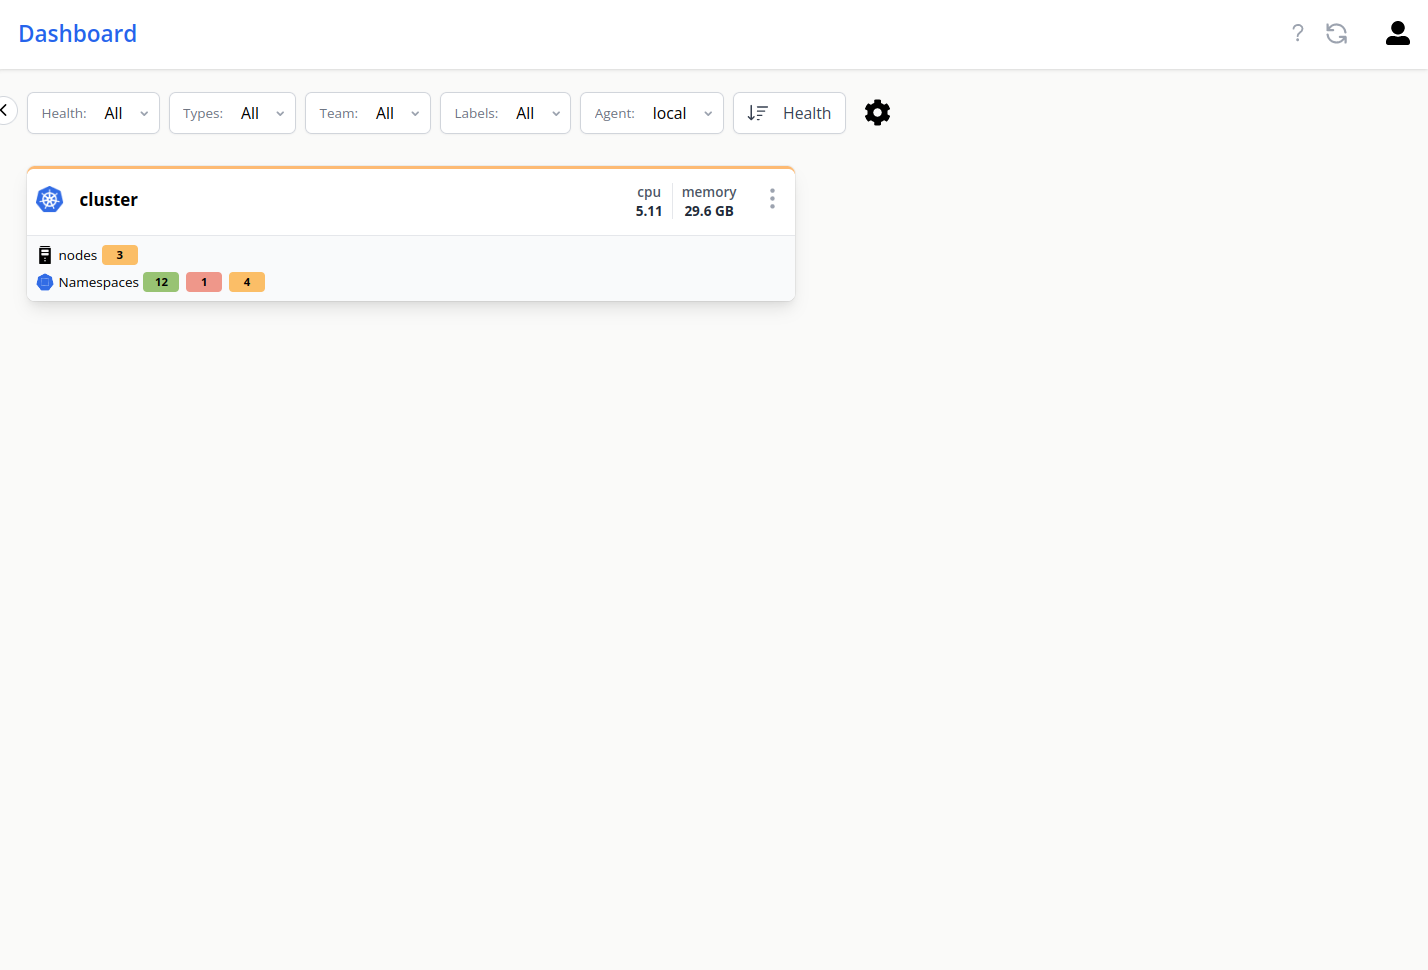 Dashboard
?
Health: All Types: All Team: All Labels: All Agent: local Health
cluster
cpu memory
5.11 29.6 GB
nodes 3
Namespaces 12 1 4